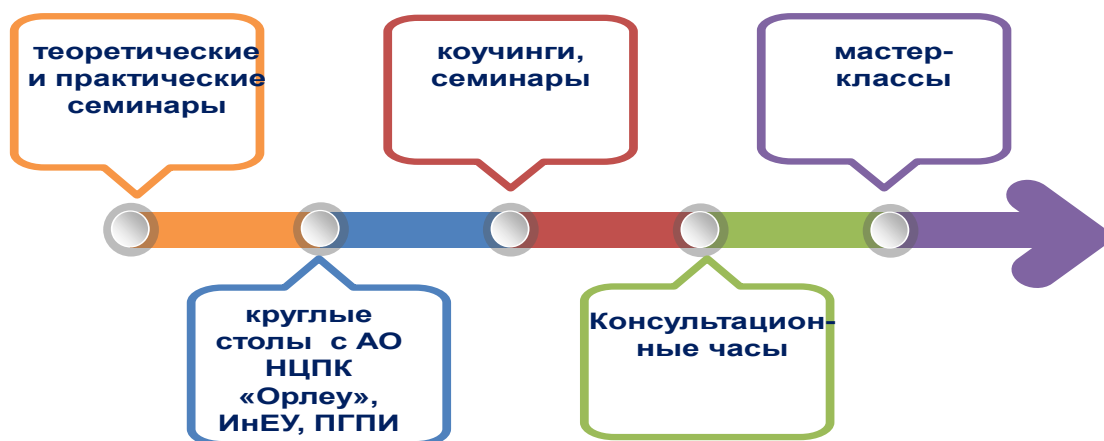 теоретические
и практические
семинары
круглые
столы с АО
НЦПК
«Орлеу»,
ИнЕУ, ПГПИ
коучинги,
семинары
Консультацион-
ные часы
мастер-
классы